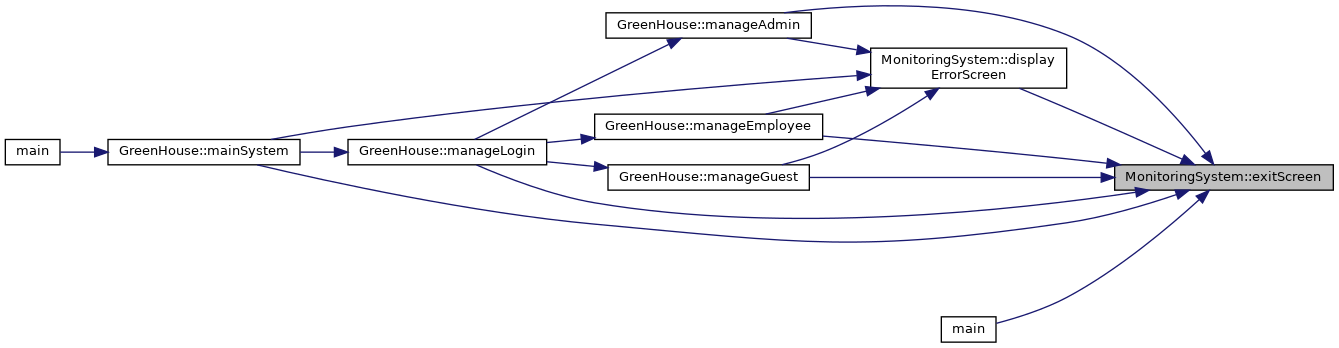 GreenHouse::manageAdmin
MonitoringSystem::display
ErrorScreen
GreenHouse::manageEmployee
main
GreenHouse::mainSystem
GreenHouse::manageLogin
GreenHouse::manageGuest
MonitoringSystem::exitScreen
main